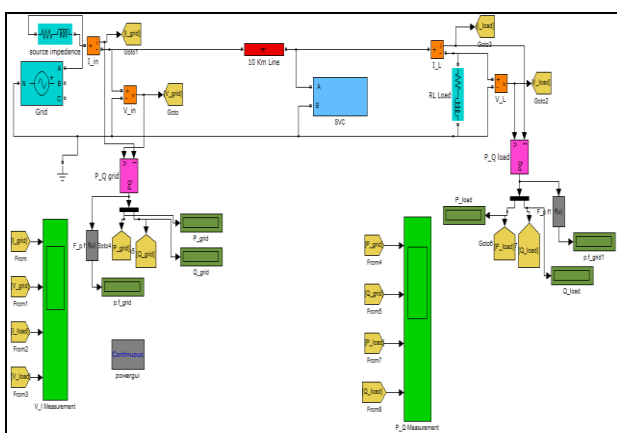 [I_grid]
Goto1
source impedance
I_in
Grid
N
A
B
C
V_in
[V_grid]
Goto
10 Km Line
A
B
SVC
[i_load]
Goto3
I_L
V_L
[V_load]
Goto2
RL Load
P_Q grid
PQ
P_Q load
PQ
P_load
Goto6
[P_load]
[Q_load]
p.f_grid1
Q_load
Goto4
[P_grid]
[Q_grid]
P_grid
Q_grid
p.f_grid
[I_grid]
From
[V_grid]
From1
[i_load]
From2
[V_load]
From3
V_I Measurement
Continuous
powergui
[P_grid]
From4
[Q_grid]
From5
[P_load]
From7
[Q_load]
From8
P_Q Measurement